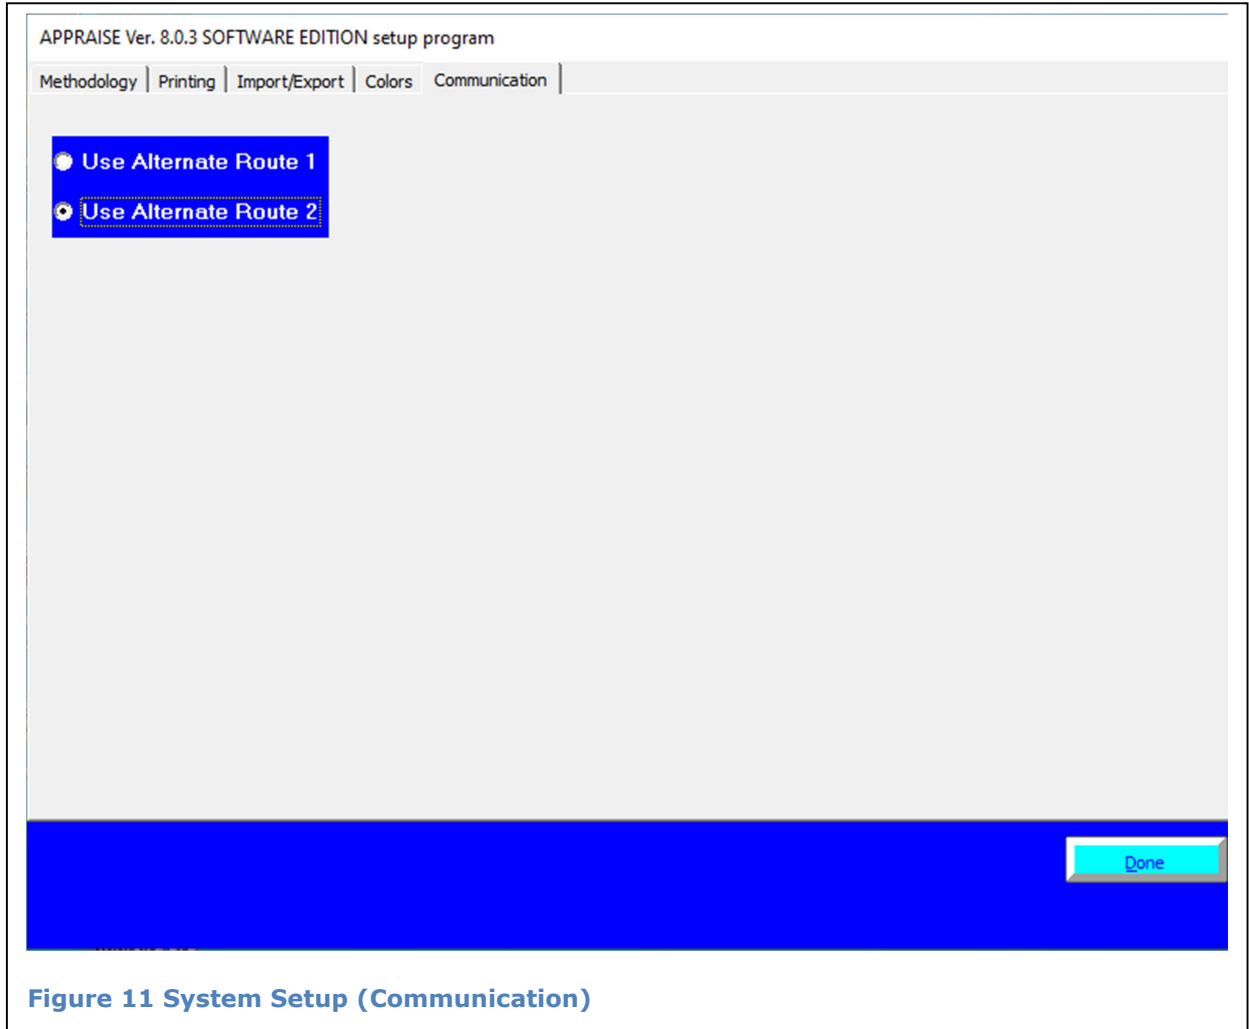 APPRAISE Ver. 8.0.3 SOFTWARE EDITION setup program
Methodology Printing Import/Export Colors Communication
Use Alternate Route 1
Use Alternate Route 2
Done
Figure 11 System Setup (Communication)